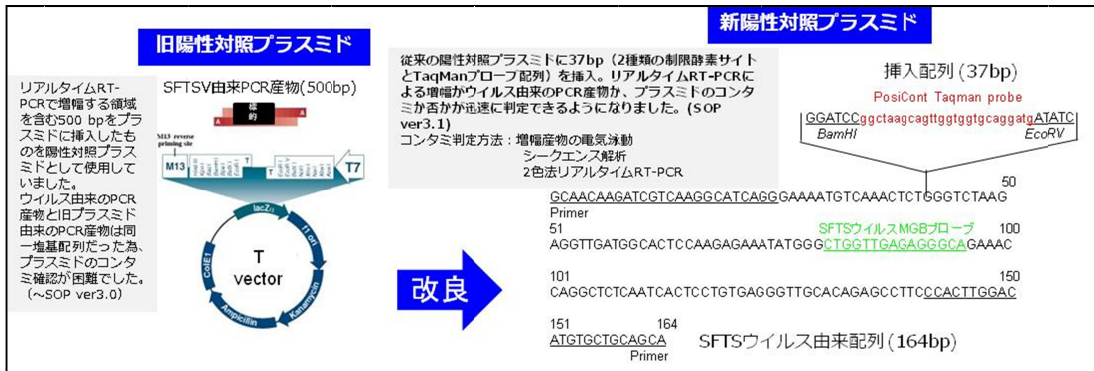 旧陽性対照プラスミド
リアルタイムRT-
PCRで増幅する領域
を含む500 bpをプラ
スミドに挿入したも
のを陽性対照プラス
ミドとして使用して
いました。
ウイルス由来のPCR
産物と旧プラスミド
由来のPCR産物は同
一塩基配列だった為、
プラスミドのコンタ
ミ確認が困難でした。
（～SOP ver3.0）
SFTSV由来PCR産物(500bp)
標的
A
A
M13 reverse
priming site
M13
T
T
T7
lacZα
f1 ori
Kanamycin
Ampicillin
ColE1
T
vector
改良
新陽性対照プラスミド
従来の陽性対照プラスミドに37bp（2種類の制限酵素サイト
とTaqManプローブ配列）を挿入。リアルタイムRT-PCRに
よる増幅がウイルス由来のPCR産物か、プラスミドのコンタ
ミか否かが迅速に判定できるようになりました。(SOP
ver3.1)
コンタミ判定方法：増幅産物の電気泳動
シークエンス解析
2色法リアルタイムRT-PCR
挿入配列(37bp)
PosiCont Taqman probe
GGATCCggctaagcagttggtggtgcaggatgATATC
BamHI EcoRV
50
GCAACAAGATCGTCAAGGCATCAGGGAAAATGTCAAACTCTGGGTCTAAG
Primer
51 SFTSウイルスMGBプローブ 100
AGGTTGATGGCACTCCAAGAGAAATATGGGCTGGTTGAGAGGGCAGAAAC
101 150
CAGGCTCTCAATCACTCCTGTGAGGGTTGCACAGAGCCTTCCCACTTGGAC
151 164
ATGTGCTGCAGCA
Primer
SFTSウイルス由来配列(164bp)